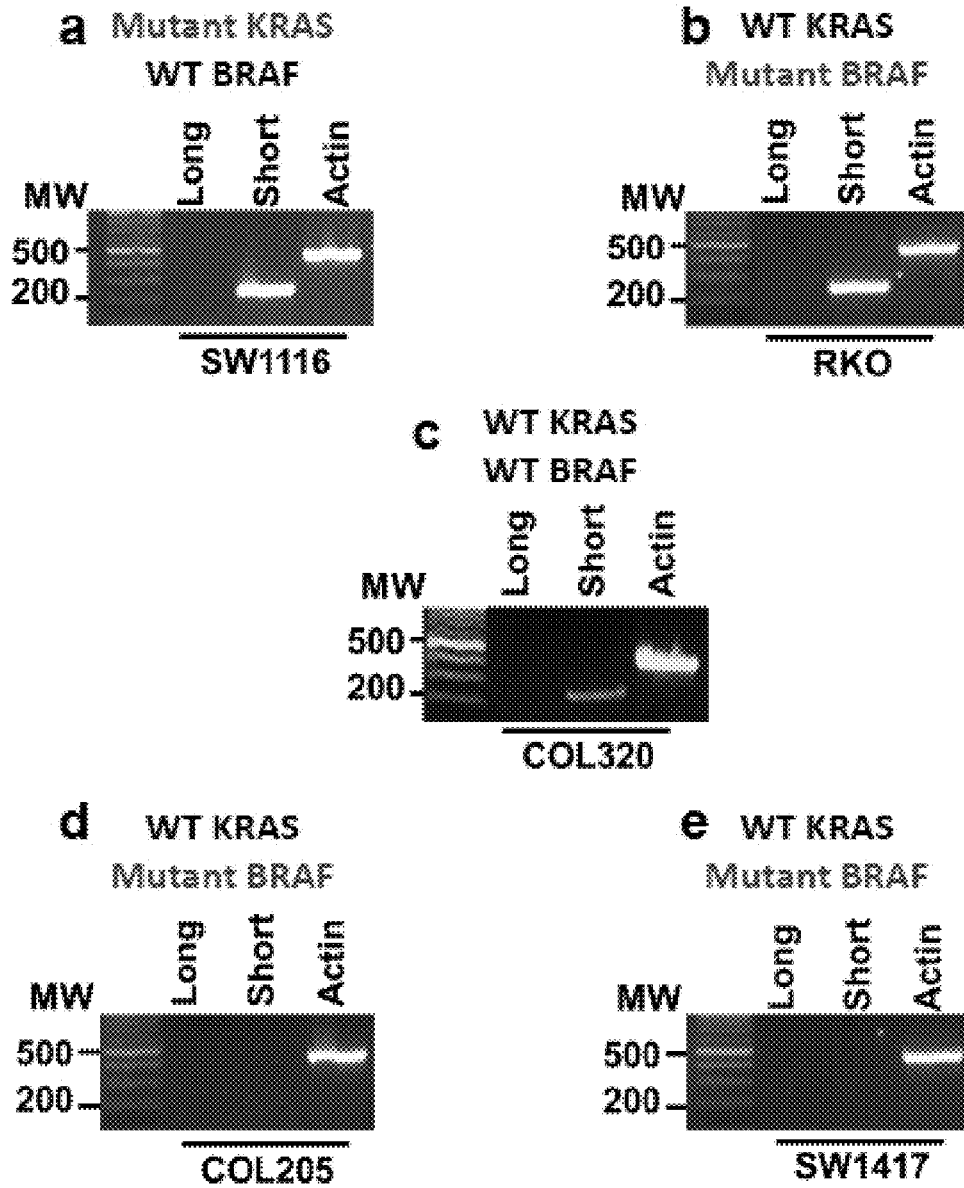 a Mutant KRAS
WT BRAF
Long
Short
Actin
MW
500
200
SW1116
b WT KRAS
Mutant BRAF
Long
Short
Actin
MW
500
200
RKO
c WT KRAS
WT BRAF
Long
Short
Actin
MW
500
200
COL320
d WT KRAS
Mutant BRAF
Long
Short
Actin
MW
500
200
COL205
e WT KRAS
Mutant BRAF
Long
Short
Actin
MW
500
200
SW1417